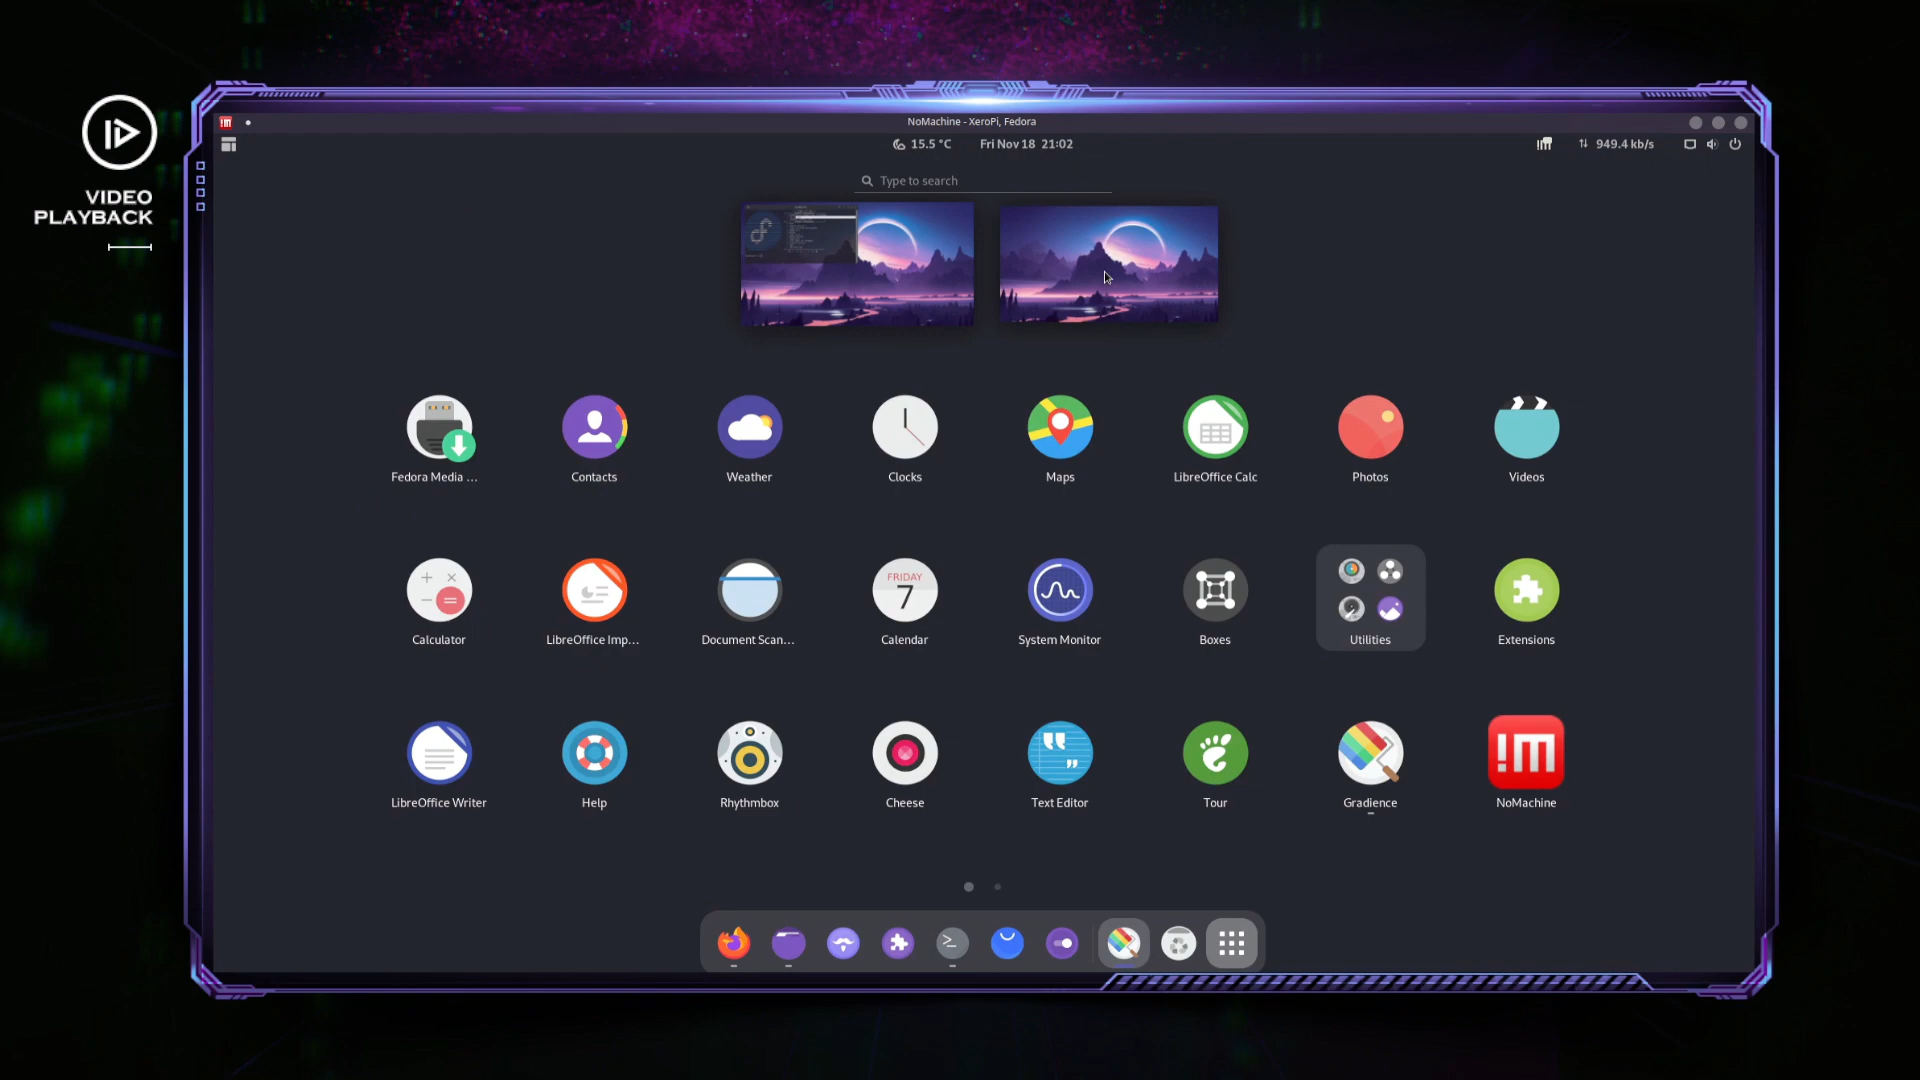 VIDEO
PLAYBACK
NoMachine - XeroPi, Fedora
15.5 °C
Fri Nov 18 21:02
949.4 kb/s
Type to search
Fedora Media ...
Contacts
Weather
Clocks
Maps
LibreOffice Calc
Photos
Videos
FRIDAY
7
Calculator
LibreOffice Imp...
Document Scan...
Calendar
System Monitor
Boxes
Utilities
Extensions
!m
LibreOffice Writer
Help
Rhythmbox
Cheese
Text Editor
Tour
Gradience
NoMachine